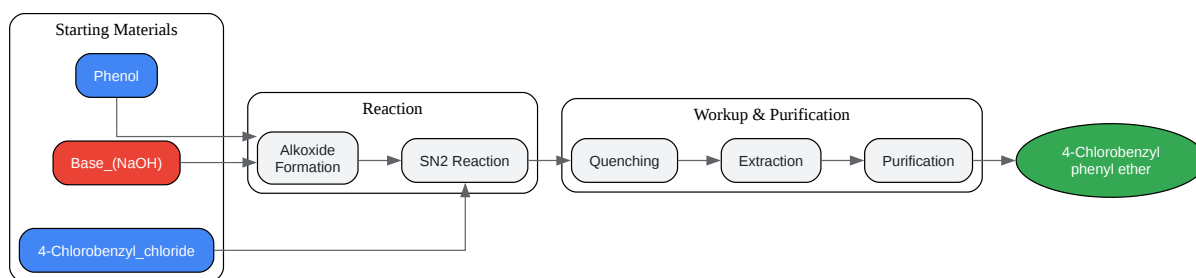 Starting Materials
Phenol
Base_(NaOH)
4-Chlorobenzyl_chloride
Reaction
Alkoxide
Formation
SN2 Reaction
Workup & Purification
Quenching
Extraction
Purification
4-Chlorobenzyl
phenyl ether